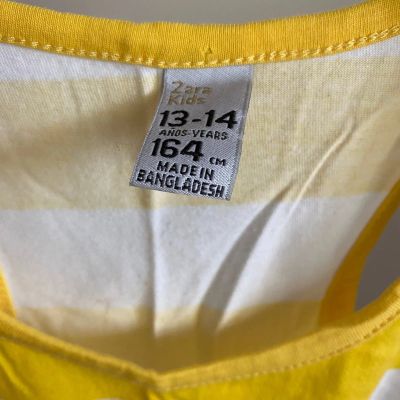 Zara
Kids
13-14
AÑOS-YEARS
164 CM
MADE IN
BANGLADESH